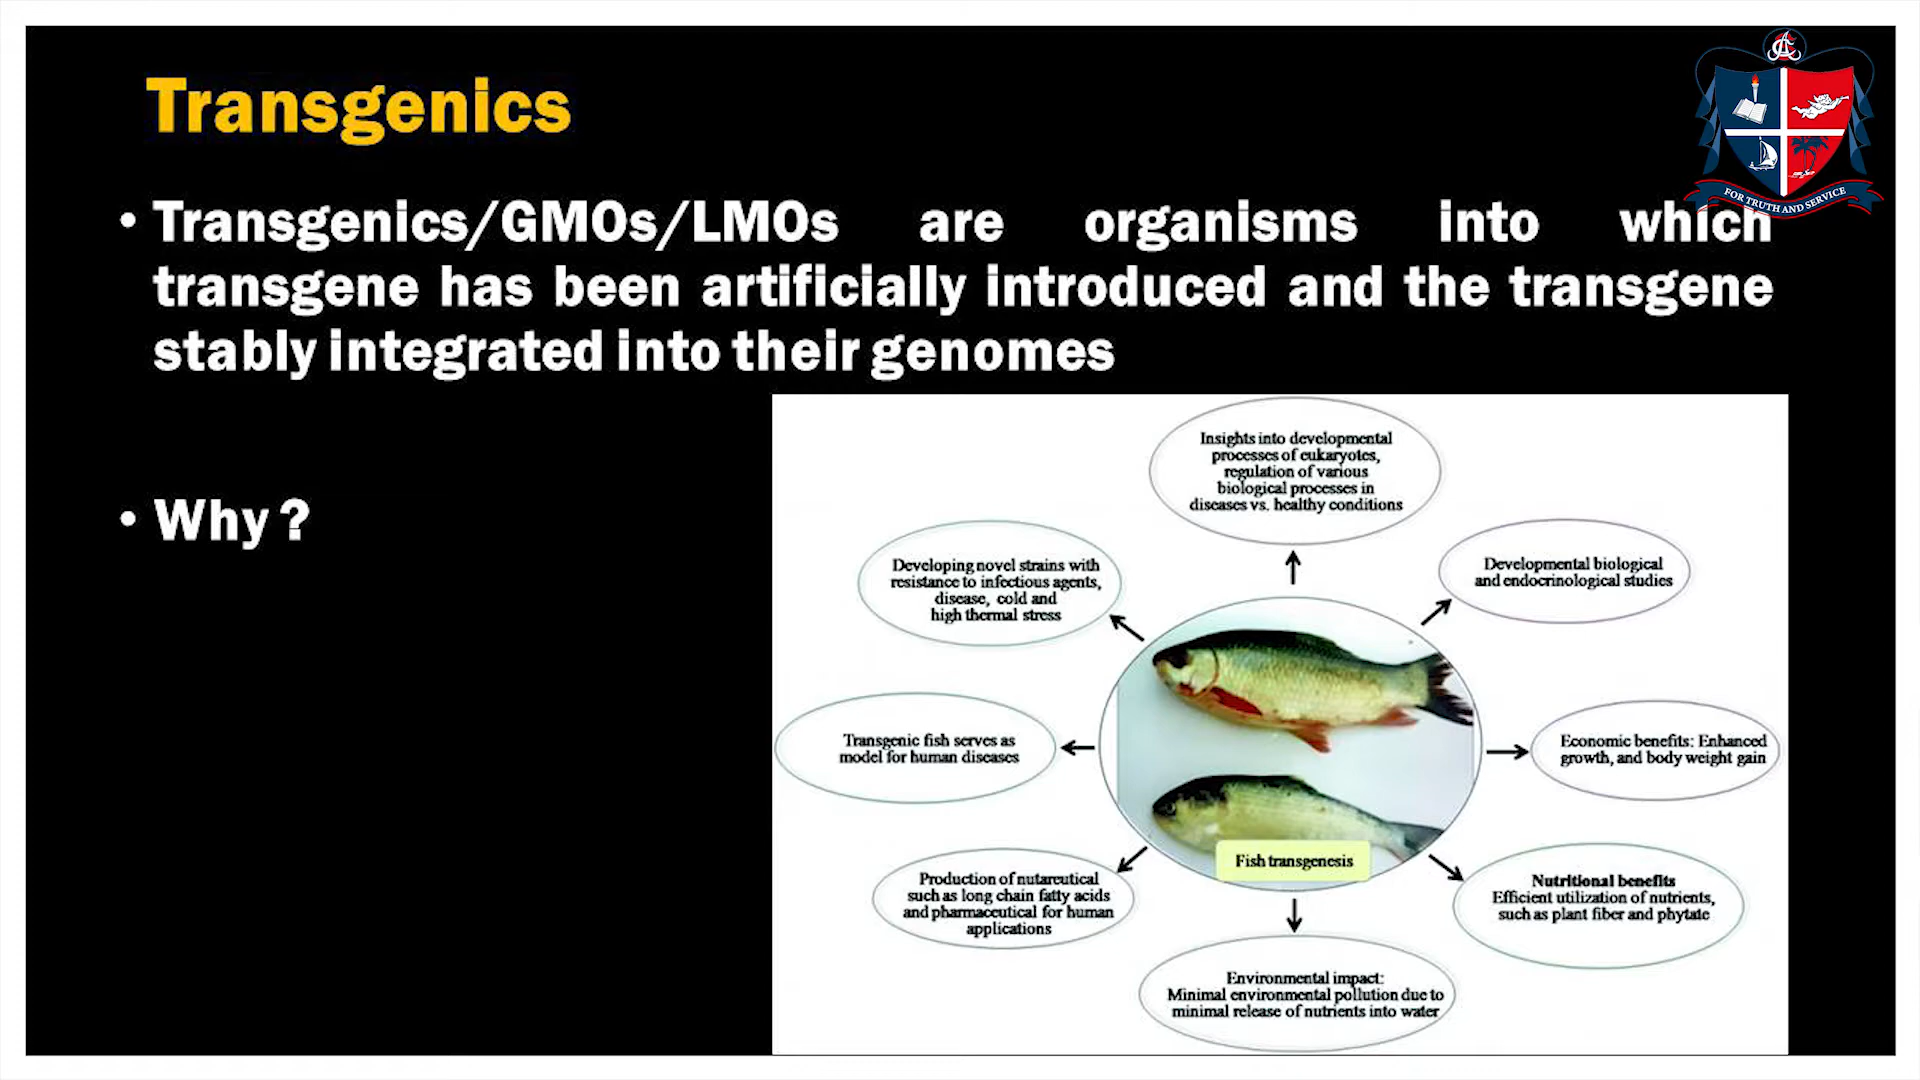 Transgenics
• Transgenics/GMOs/LMOs are organisms into which
transgene has been artificially introduced and the transgene
stably integrated into their genomes
• Why ?
FOR TRUTH AND SERVICE
Insights into developmental
processes of eukaryotes,
regulation of various
biological processes in
diseases vs. healthy conditions
Developing novel strains with
resistance to infectious agents,
disease, cold and
high thermal stress
Developmental biological
and endocrinological studies
Transgenic fish serves as
model for human diseases
Economic benefits: Enhanced
growth, and body weight gain
Fish transgenesis
Production of nutareutical
such as long chain fatty acids
and pharmaceutical for human
applications
Nutritional benefits
Efficient utilization of nutrients,
such as plant fiber and phytate
Environmental impact:
Minimal environmental pollution due to
minimal release of nutrients into water